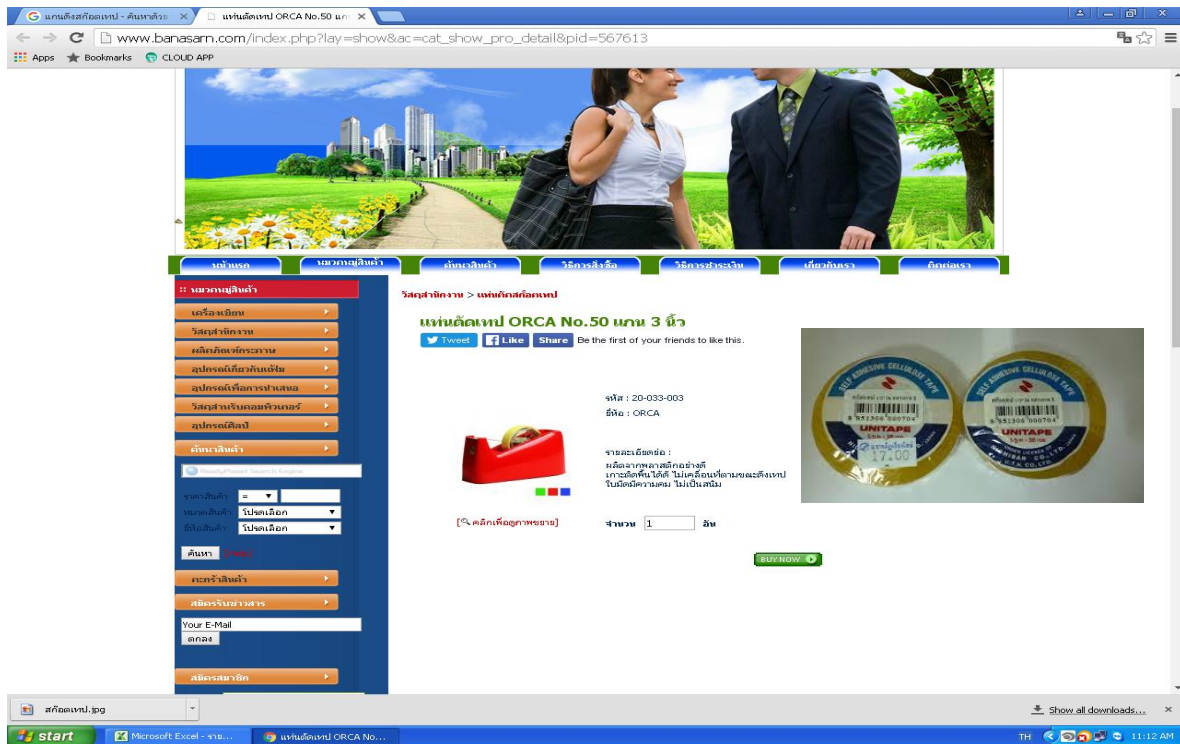 แกนดึงสก๊อตเทป - ค้นหาด้วย
แท่นตัดเทป ORCA No.50 แก
www.banasarn.com/index.php?lay=show&ac=cat_show_pro_detail&pid=567613
Apps Bookmarks CLOUD APP
หน้าแรก หมวดหมู่สินค้า ค้นหาสินค้า วิธีการสั่งซื้อ วิธีการชำระเงิน เกี่ยวกับเรา ติดต่อเรา
:: หมวดหมู่สินค้า
เครื่องเขียน
วัสดุสำนักงาน
ผลิตภัณฑ์กระดาษ
อุปกรณ์เกี่ยวกับแฟ้ม
อุปกรณ์เพื่อการนำเสนอ
วัสดุสำหรับคอมพิวเตอร์
อุปกรณ์ศิลป์
ค้นหาสินค้า
ReadyPlanet Search Engine
ราคาสินค้า =
หมวดสินค้า โปรดเลือก
ยี่ห้อสินค้า โปรดเลือก
ค้นหา
ตะกร้าสินค้า
สมัครรับข่าวสาร
Your E-Mail
ตกลง
สมัครสมาชิก
วัสดุสำนักงาน > แท่นตัดสก๊อตเทป
แท่นตัดเทป ORCA No.50 แกน 3 นิ้ว
Tweet Like Share Be the first of your friends to like this.
รหัส : 20-033-003
ยี่ห้อ : ORCA
รายละเอียดย่อ :
ผลิตจากพลาสติกอย่างดี
เกาะติดพื้นได้ดี ไม่เคลื่อนที่ตามขณะดึงเทป
ใบมีดมีความคม ไม่เป็นสนิม
[คลิกเพื่อดูภาพขยาย]
จำนวน 1 อัน
BUY NOW
SELF ADHESIVE CELLULOSE TAPE
UNITAPE
17.00
SELF ADHESIVE CELLULOSE TAPE
8 851306 000704
UNITAPE
สก๊อตเทป.jpg
Show all downloads...
start Microsoft Excel - ราย... แท่นตัดเทป ORCA No... TH 11:12 AM